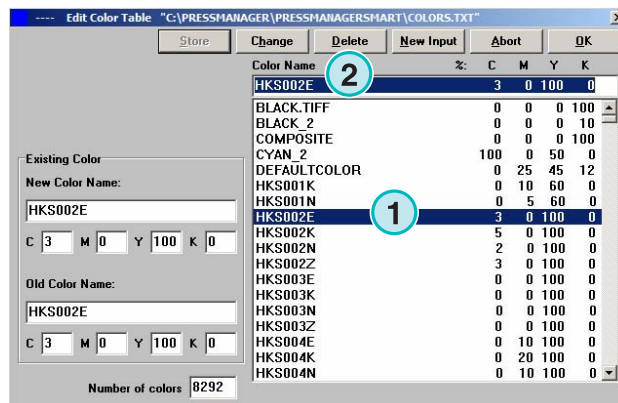 ---- Edit Color Table "C:\PRESSMANAGER\PRESSMANAGERSMART\COLORS.TXT"
Store Change Delete New Input Abort OK
Color Name %: C M Y K
2
HKS002E 3 0 100 0
BLACK.TIFF 0 0 0 100
BLACK_2 0 0 0 10
COMPOSITE 0 0 0 100
CYAN_2 100 0 50 0
DEFAULTCOLOR 0 25 45 12
HKS001K 0 10 60 0
HKS001N 0 5 60 0
1
HKS002E 3 0 100 0
HKS002K 5 0 100 0
HKS002N 2 0 100 0
HKS002Z 3 0 100 0
HKS003E 0 0 100 0
HKS003K 0 0 100 0
HKS003N 0 0 100 0
HKS003Z 0 0 100 0
HKS004E 0 10 100 0
HKS004K 0 20 100 0
HKS004N 0 10 100 0
Existing Color
New Color Name:
HKS002E
C 3 M 0 Y 100 K 0
Old Color Name:
HKS002E
C 3 M 0 Y 100 K 0
Number of colors 8292